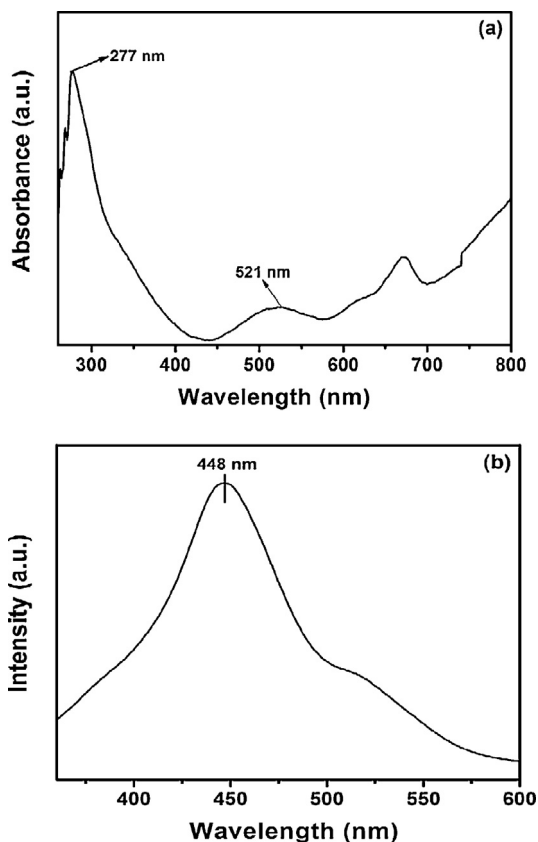 (a)
277 nm
521 nm
Absorbance (a.u.)
300 400 500 600 700 800
Wavelength (nm)
(b)
448 nm
Intensity (a.u.)
400 450 500 550 600
Wavelength (nm)